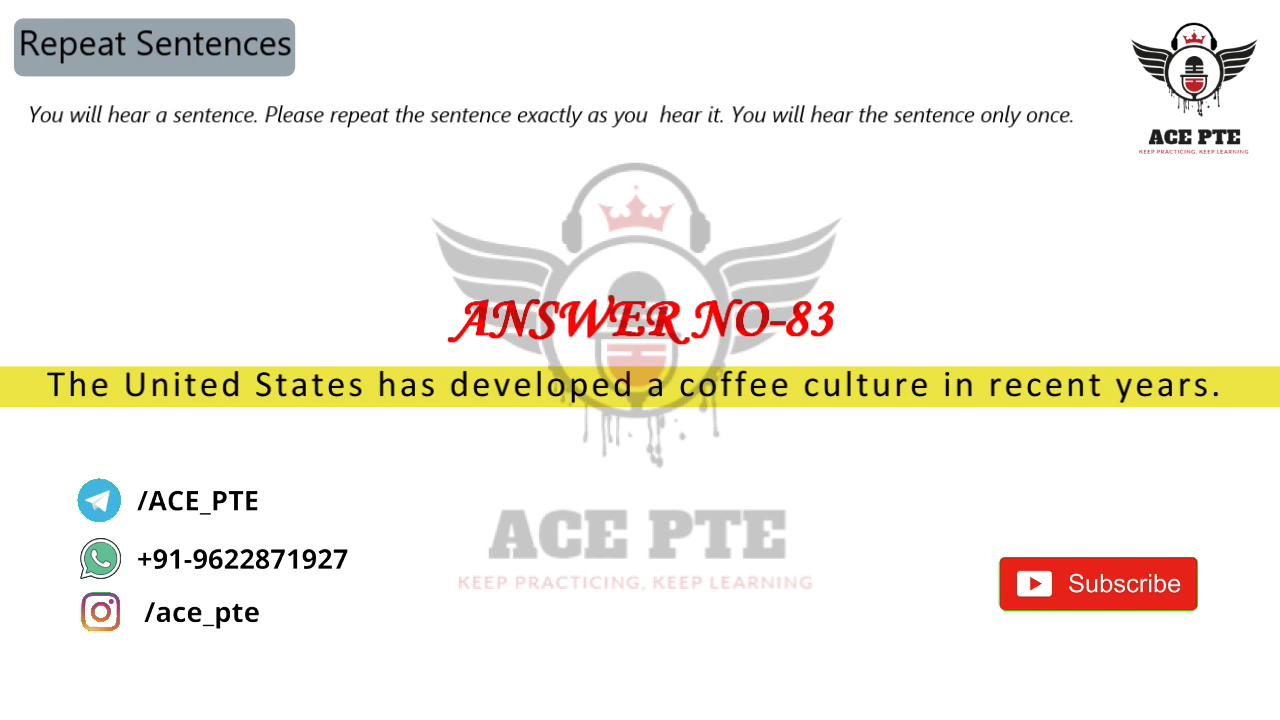 Repeat Sentences
You will hear a sentence. Please repeat the sentence exactly as you hear it. You will hear the sentence only once.
ACE PTE
KEEP PRACTICING, KEEP LEARNING
ANSWER NO-83
The United States has developed a coffee culture in recent years.
/ACE_PTE
+91-9622871927
/ace_pte
ACE PTE
KEEP PRACTICING, KEEP LEARNING
Subscribe